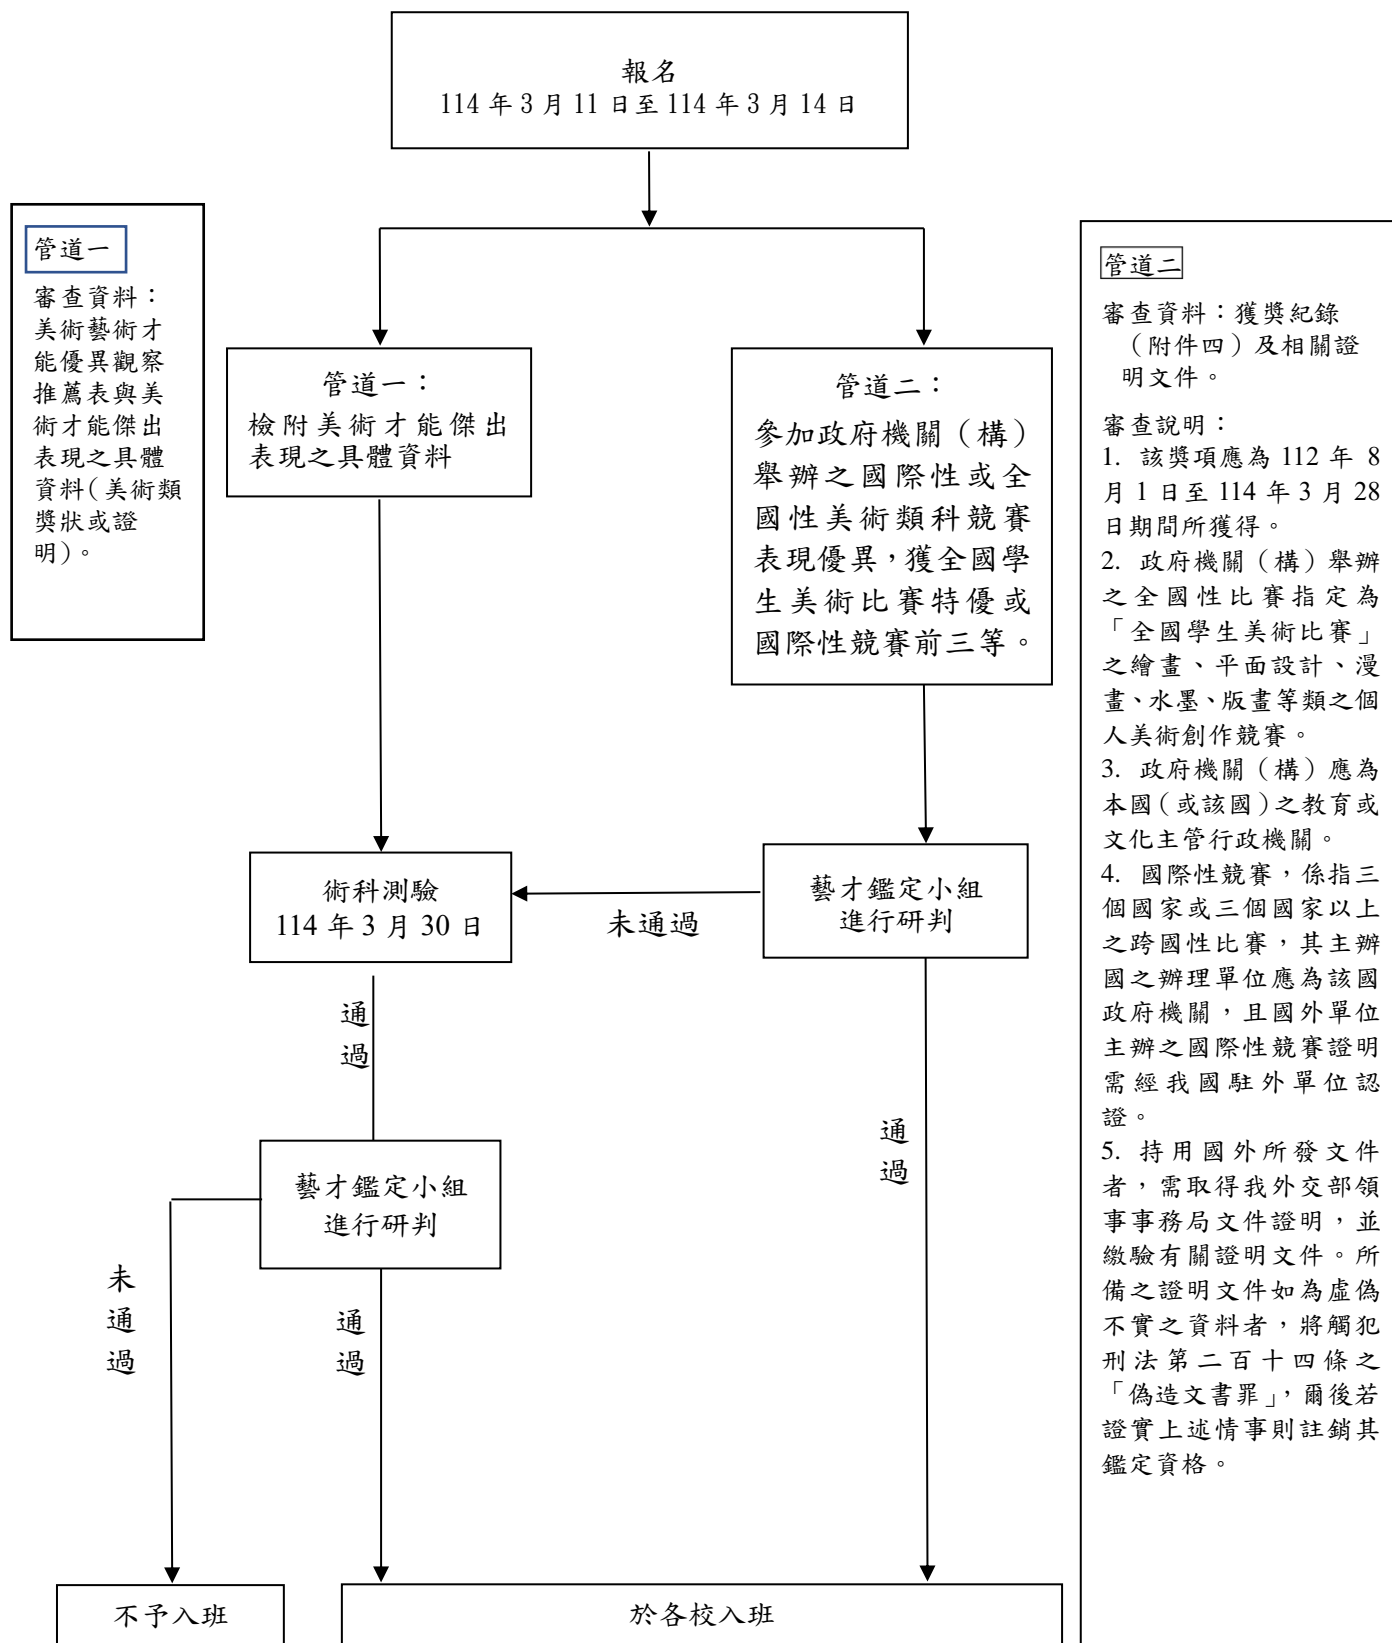 報名
114 年 3 月 11 日至 114 年 3 月 14 日
管道一
審查資料：
美術藝術才
能優異觀察
推薦表與美
術才能傑出
表現之具體
資料(美術類
獎狀或證
明)。
管道一：
檢附美術才能傑出
表現之具體資料
管道二：
參加政府機關（構）
舉辦之國際性或全
國性美術類科競賽
表現優異，獲全國學
生美術比賽特優或
國際性競賽前三等。
管道二
審查資料：獲獎紀錄
（附件四）及相關證
明文件。
審查說明：
1. 該獎項應為 112 年 8
月 1 日至 114 年 3 月 28
日期間所獲得。
2. 政府機關（構）舉辦
之全國性比賽指定為
「全國學生美術比賽」
之繪畫、平面設計、漫
畫、水墨、版畫等類之個
人美術創作競賽。
3. 政府機關（構）應為
本國（或該國）之教育或
文化主管行政機關。
4. 國際性競賽，係指三
個國家或三個國家以上
之跨國性比賽，其主辦
國之辦理單位應為該國
政府機關，且國外單位
主辦之國際性競賽證明
需經我國駐外單位認
證。
5. 持用國外所發文件
者，需取得我外交部領
事事務局文件證明，並
繳驗有關證明文件。所
備之證明文件如為虛偽
不實之資料者，將觸犯
刑法第二百十四條之
「偽造文書罪」，爾後若
證實上述情事則註銷其
鑑定資格。
術科測驗
114 年 3 月 30 日
未通過
藝才鑑定小組
進行研判
通
過
藝才鑑定小組
進行研判
通
過
未
通
過
通
過
不予入班
於各校入班